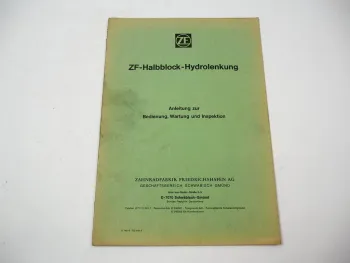 ZF
ZF-Halbblock-Hydrolenkung
Anleitung zur
Bedienung, Wartung und Inspektion
ZAHNRADFABRIK FRIEDRICHSHAFEN AG
GESCHÄFTSBEREICH SCHWÄBISCH GMÜND
D-7070 Schwäbisch Gmünd